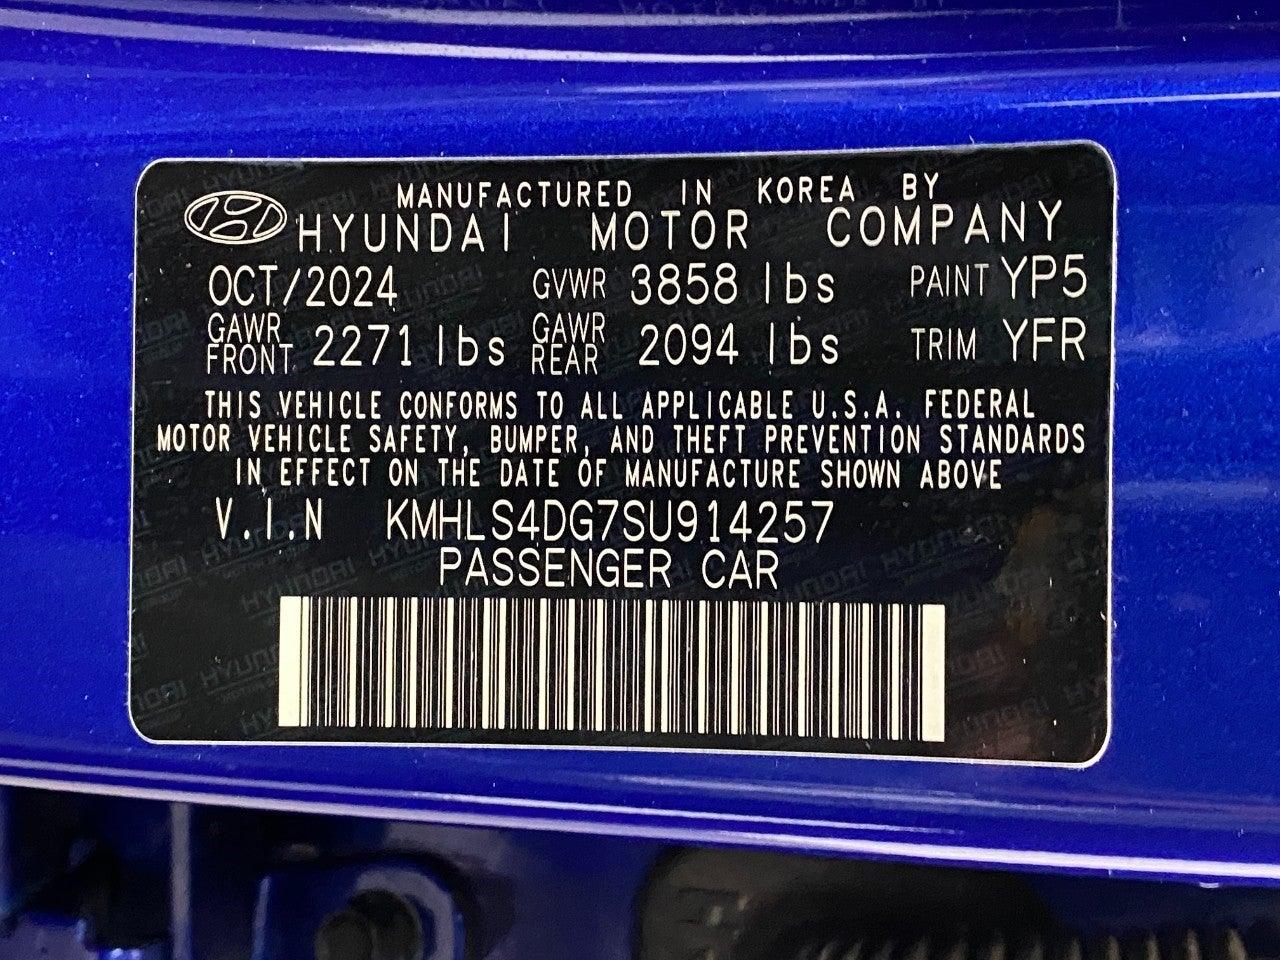 MANUFACTURED IN KOREA BY
HYUNDAI MOTOR COMPANY
OCT/2024 GVWR 3858 lbs PAINT YP5
GAWR FRONT 2271 lbs GAWR REAR 2094 lbs TRIM YFR
THIS VEHICLE CONFORMS TO ALL APPLICABLE U.S.A. FEDERAL
MOTOR VEHICLE SAFETY, BUMPER, AND THEFT PREVENTION STANDARDS
IN EFFECT ON THE DATE OF MANUFACTURE SHOWN ABOVE
V.I.N KMHLS4DG7SU914257
PASSENGER CAR